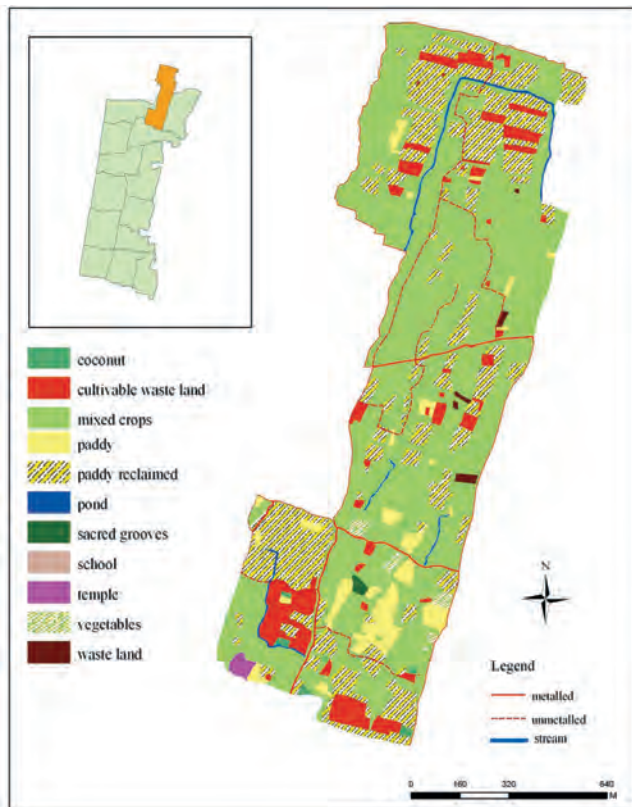 coconut
cultivable waste land
mixed crops
paddy
paddy reclaimed
pond
sacred grooves
school
temple
vegetables
waste land
N
Legend
metalled
unmetalled
stream
0 160 320 640
M